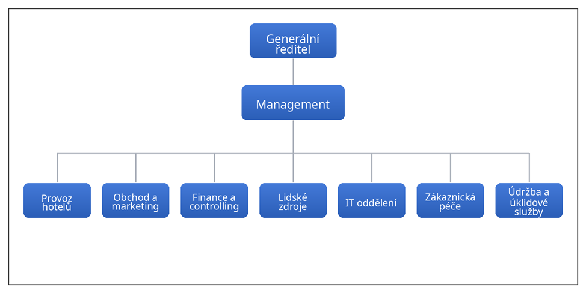 Generální
ředitel
Management
Provoz
hotelů
Obchod a
marketing
Finance a
controlling
Lidské
zdroje
IT oddělení
Zákaznická
péče
Údržba a
úklidové
služby